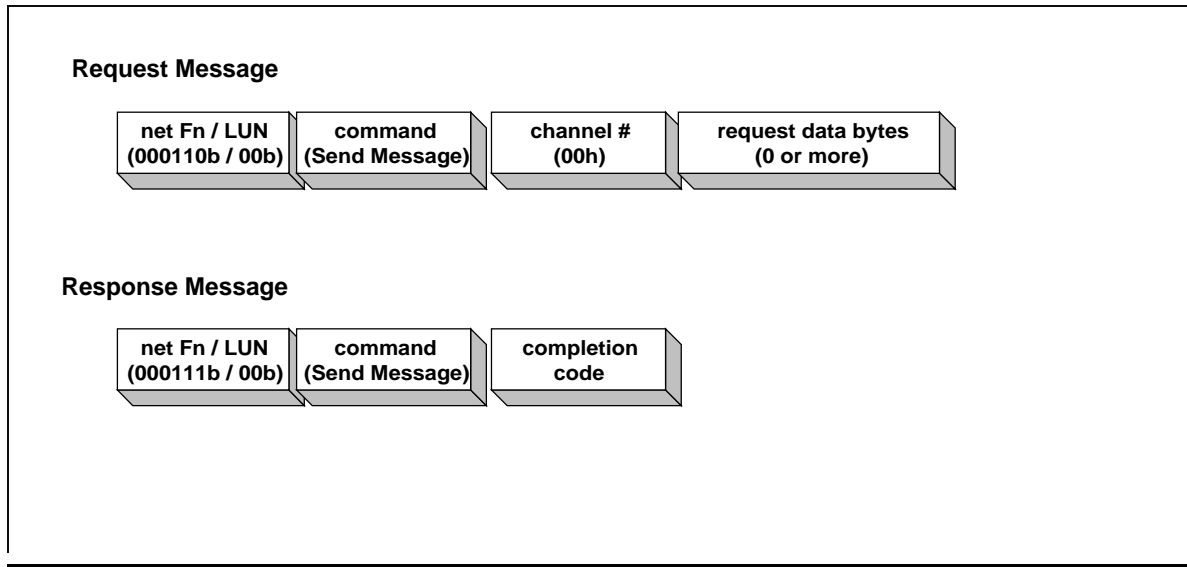 Request Message
net Fn / LUN
(000110b / 00b)
command
(Send Message)
channel #
(00h)
request data bytes
(0 or more)
Response Message
net Fn / LUN
(000111b / 00b)
command
(Send Message)
completion
code